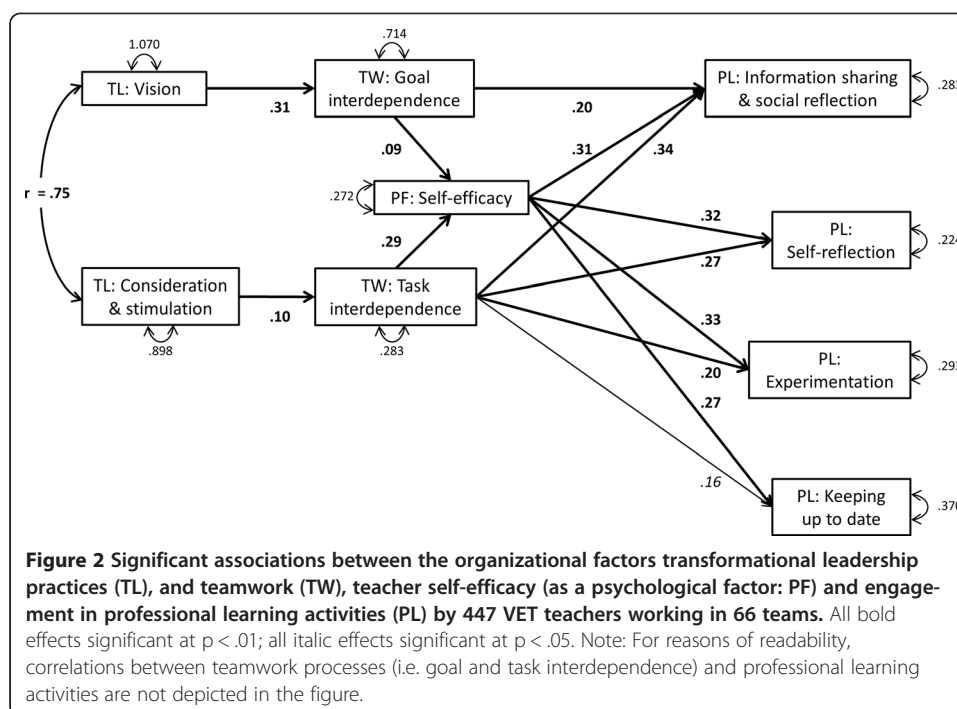 1.070
.714
TL: Vision
.31
TW: Goal
interdependence
.20
PL: Information sharing
& social reflection
.283
.09
.31
.34
r = .75
.272
PF: Self-efficacy
.32
.29
.27
PL:
Self-reflection
.224
TL: Consideration
& stimulation
.10
TW: Task
interdependence
.898
.283
.33
.20
PL:
Experimentation
.293
.27
.16
PL: Keeping
up to date
.370
Figure 2 Significant associations between the organizational factors transformational leadership
practices (TL), and teamwork (TW), teacher self-efficacy (as a psychological factor: PF) and engage-
ment in professional learning activities (PL) by 447 VET teachers working in 66 teams. All bold
effects significant at p < .01; all italic effects significant at p < .05. Note: For reasons of readability,
correlations between teamwork processes (i.e. goal and task interdependence) and professional learning
activities are not depicted in the figure.